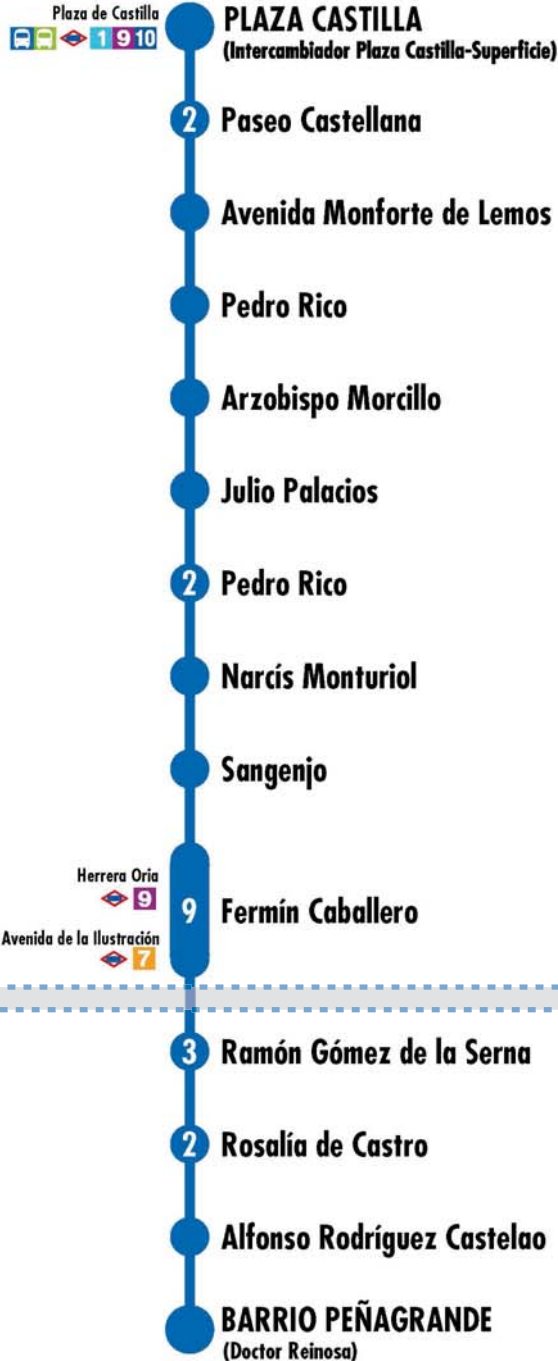 Plaza de Castilla
1 9 10
PLAZA CASTILLA
(Intercambiador Plaza Castilla-Superficie)
2 Paseo Castellana
Avenida Monforte de Lemos
Pedro Rico
Arzobispo Morcillo
Julio Palacios
2 Pedro Rico
Narcís Monturiol
Sangenjo
Herrera Oria
9
9 Fermín Caballero
Avenida de la Ilustración
7
3 Ramón Gómez de la Serna
2 Rosalía de Castro
Alfonso Rodríguez Castelao
BARRIO PEÑAGRANDE
(Doctor Reinosa)